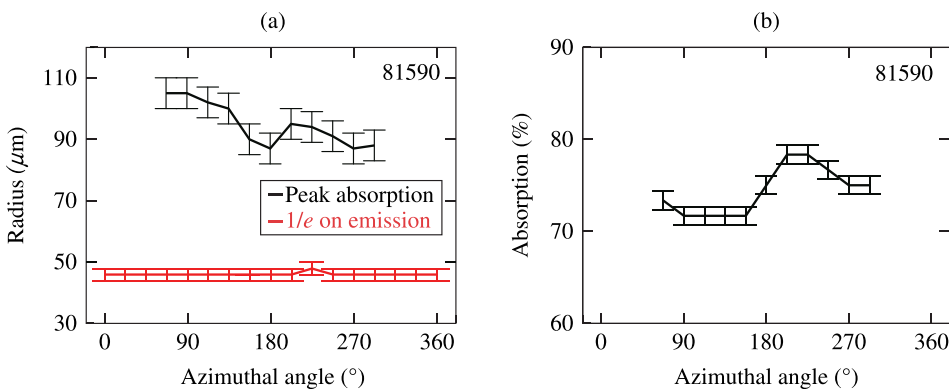 (a)
81590
Radius (μm)
110
90
70
50
30
Peak absorption
1/e on emission
0 90 180 270 360
Azimuthal angle (°)
(b)
81590
Absorption (%)
90
80
70
60
0 90 180 270 360
Azimuthal angle (°)